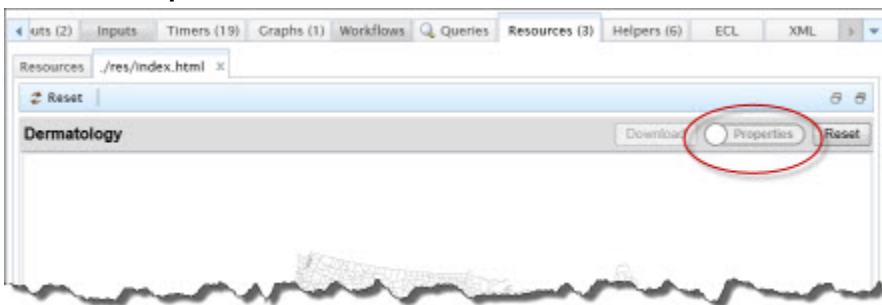 uts (2) Inputs Timers (19) Graphs (1) Workflows Queries Resources (3) Helpers (6) ECL XML
Resources ./res/index.html
Reset
Dermatology Download Properties Reset